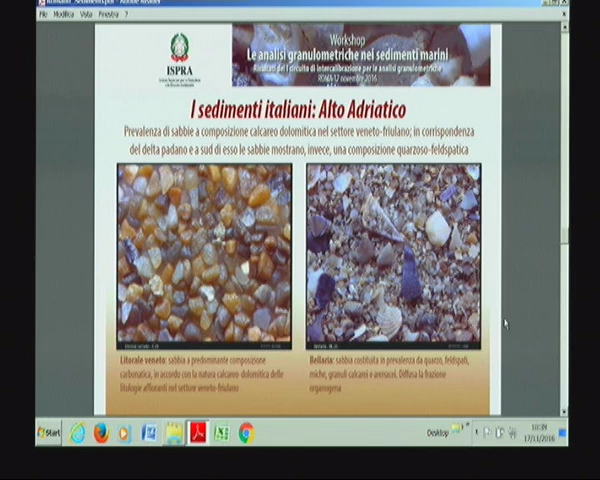 File Modifica Vista Finestra ?
ISPRA
Workshop
Le analisi granulometriche nei sedimenti marini
Risultati del I circuito di intercalibrazione per le analisi granulometriche
I sedimenti italiani: Alto Adriatico
Prevalenza di sabbie a composizione calcareo dolomitica nel settore veneto-friulano; in corrispondenza
del delta padano e a sud di esso le sabbie mostrano, invece, una composizione quarzoso-feldspatica
Litorale veneto: sabbia a predominante composizione
carbonatica, in accordo con la natura calcareo-dolomitica delle
litologie affioranti nel settore veneto-friulano
Bellaria: sabbia costituita in prevalenza da quarzo, feldspati,
miche, granuli calcarei e arenacei. Diffusa la frazione
organogena
Start
Desktop
17/11/2016